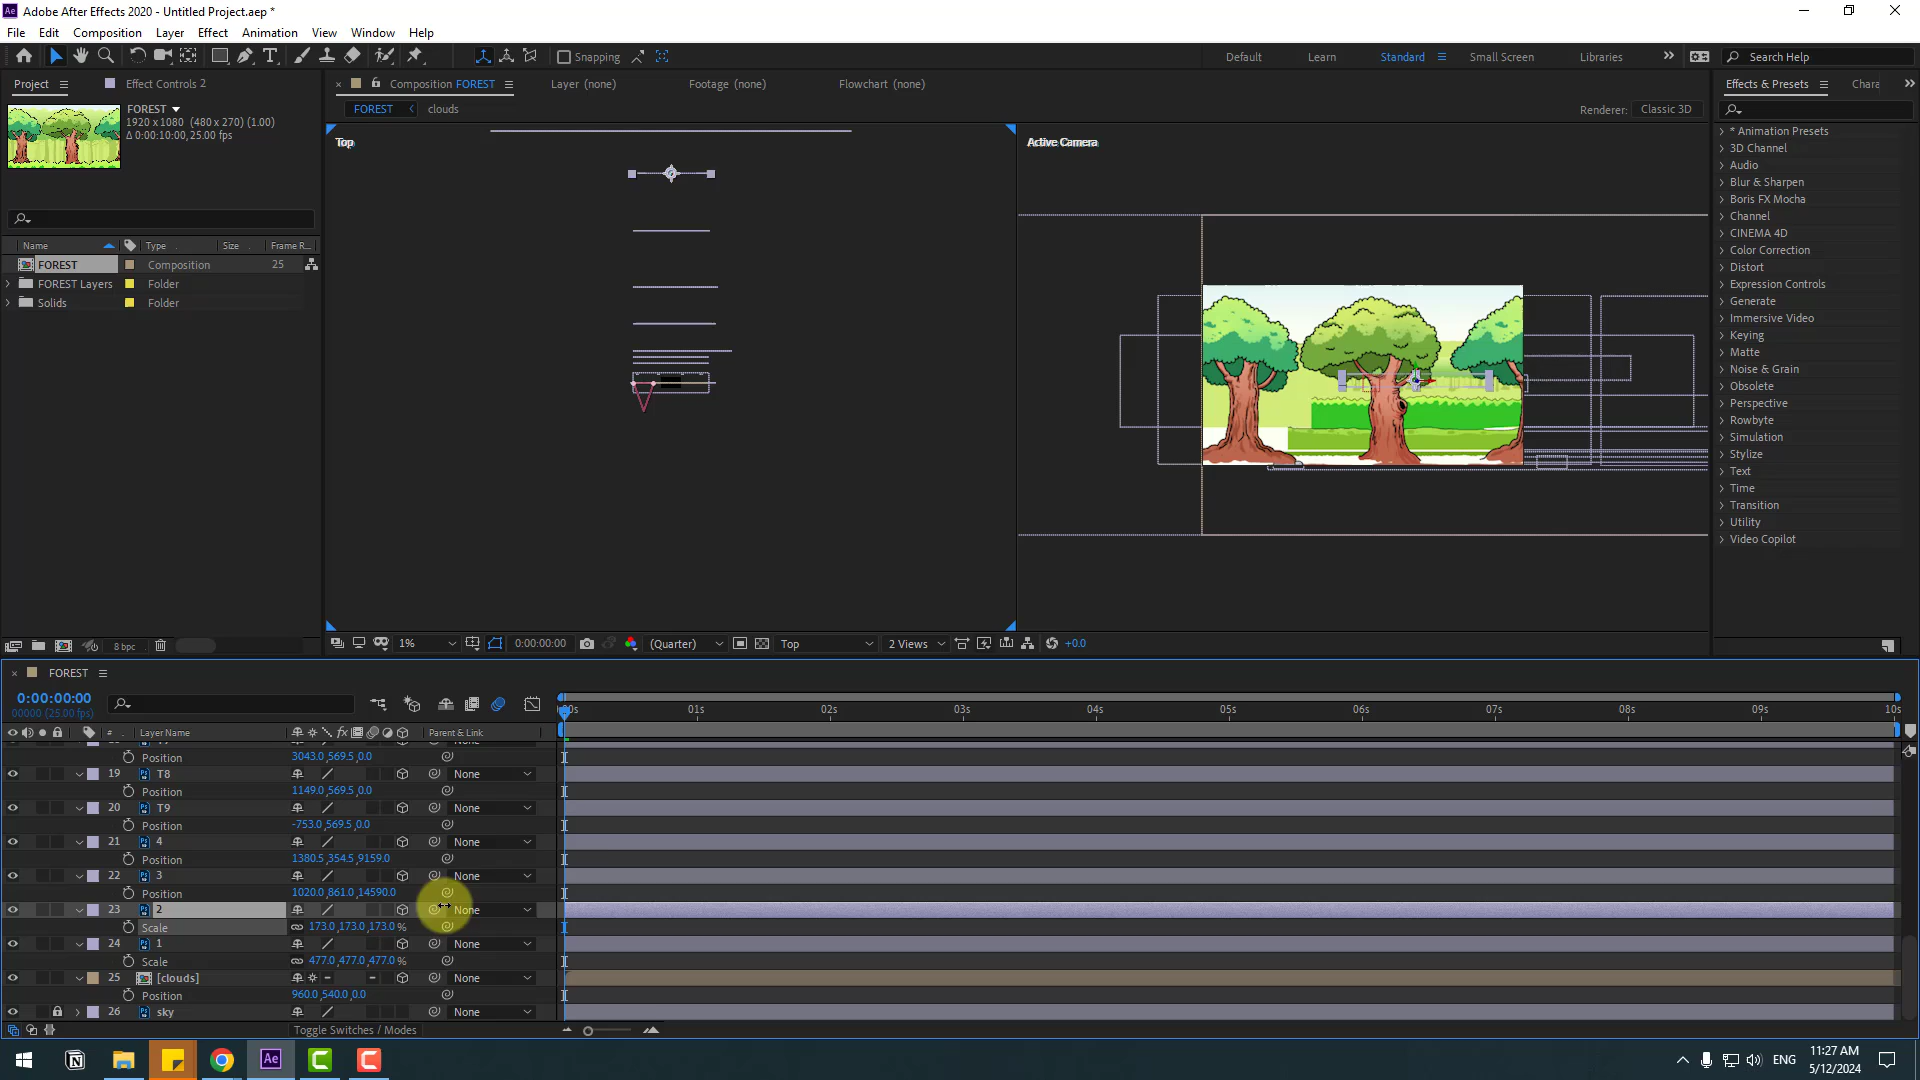 Adobe After Effects 2020 - Untitled Project.aep *
File Edit Composition Layer Effect Animation View Window Help
Snapping
Default Learn Standard Small Screen Libraries
Search Help
Project
Effect Controls 2
Composition FOREST
Layer (none)
Footage (none)
Flowchart (none)
Effects & Presets
Chara
FOREST
1920 x 1080 (480 x 270) (1.00)
Δ 0:00:10:00, 25.00 fps
FOREST
clouds
Renderer: Classic 3D
Top
Active Camera
Name Type Size Frame R...
FOREST Composition 25
FOREST Layers Folder
Solids Folder
* Animation Presets
3D Channel
Audio
Blur & Sharpen
Boris FX Mocha
Channel
CINEMA 4D
Color Correction
Distort
Expression Controls
Generate
Immersive Video
Keying
Matte
Noise & Grain
Obsolete
Perspective
Rowbyte
Simulation
Stylize
Text
Time
Transition
Utility
Video Copilot
8 bpc
1% 0:00:00:00 (Quarter) Top 2 Views +0.0
FOREST
0:00:00:00
00000 (25.00 fps)
01s 02s 03s 04s 05s 06s 07s 08s 09s 10s
# Layer Name Parent & Link
Position 3043.0,569.5,0.0
19 T8 None
Position 1149.0,569.5,0.0
20 T9 None
Position -753.0,569.5,0.0
21 4 None
Position 1380.5,354.5,9159.0
22 3 None
Position 1020.0,861.0,14590.0
23 2 None
Scale 173.0,173.0,173.0 %
24 1 None
Scale 477.0,477.0,477.0 %
25 [clouds] None
Position 960.0,540.0,0.0
26 sky None
Toggle Switches / Modes
ENG
11:27 AM
5/12/2024